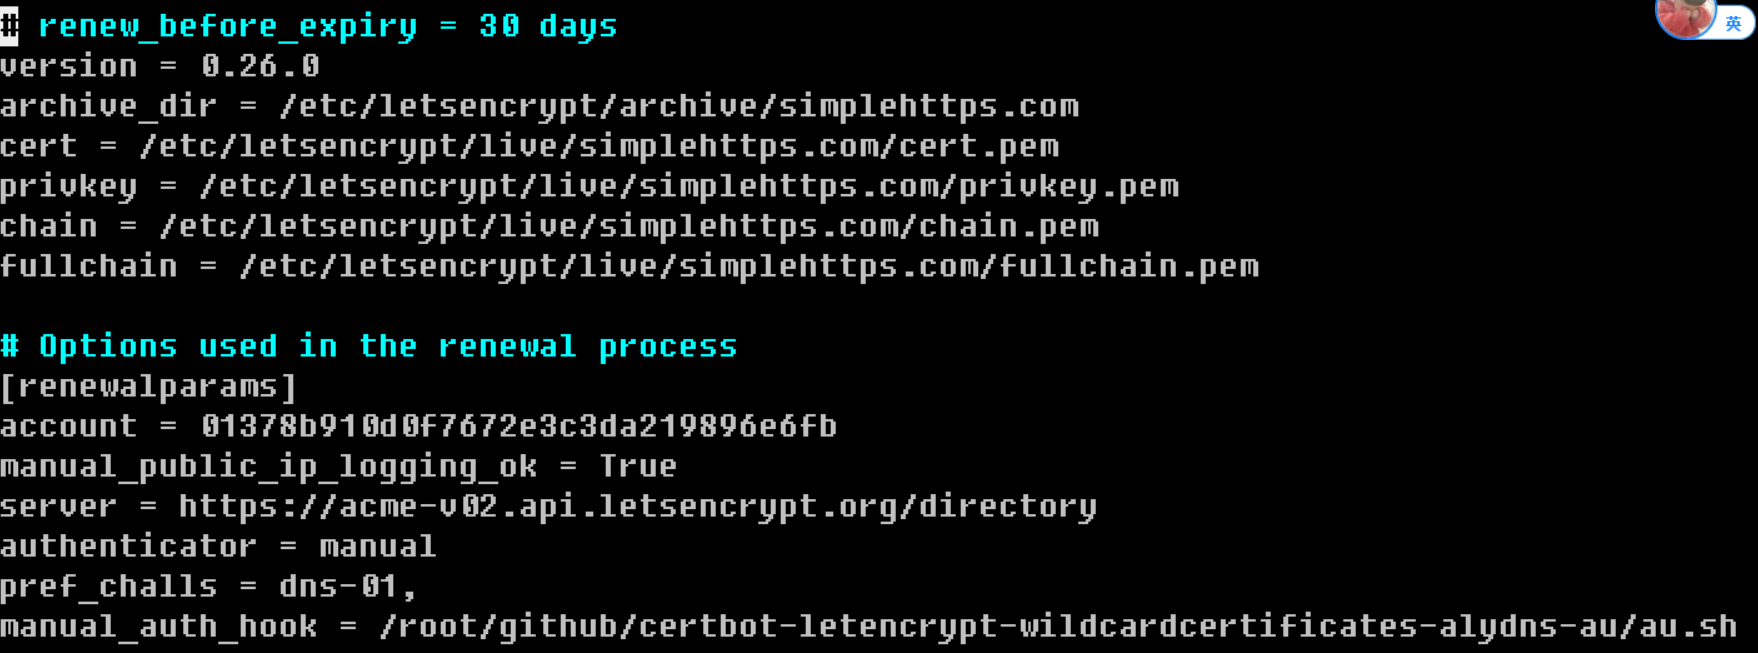 # renew_before_expiry = 30 days
英
version = 0.26.0
archive_dir = /etc/letsencrypt/archive/simplehttps.com
cert = /etc/letsencrypt/live/simplehttps.com/cert.pem
privkey = /etc/letsencrypt/live/simplehttps.com/privkey.pem
chain = /etc/letsencrypt/live/simplehttps.com/chain.pem
fullchain = /etc/letsencrypt/live/simplehttps.com/fullchain.pem
# Options used in the renewal process
[renewalparams]
account = 01378b910d0f7672e3c3da219896e6fb
manual_public_ip_logging_ok = True
server = https://acme-v02.api.letsencrypt.org/directory
authenticator = manual
pref_challs = dns-01,
manual_auth_hook = /root/github/certbot-letencrypt-wildcardcertificates-alydns-au/au.sh